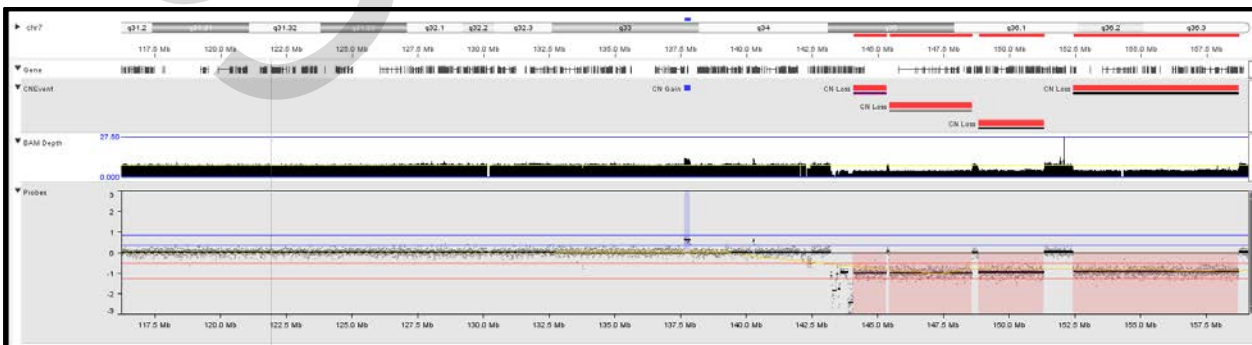 chr7 q31.2 q31.32 q32.1 q32.2 q32.3 q33 q34 q36.1 q36.2 q36.3
117.5 Mb 120.0 Mb 122.5 Mb 125.0 Mb 127.5 Mb 130.0 Mb 132.5 Mb 135.0 Mb 137.5 Mb 140.0 Mb 142.5 Mb 145.0 Mb 147.5 Mb 150.0 Mb 152.5 Mb 155.0 Mb 157.5 Mb
Gene
CNEvent CN Gain CN Loss CN Loss
CN Loss
CN Loss
BAM Depth 27.50
0.000
Probes 3
2
1
0
-1
-2
-3
117.5 Mb 120.0 Mb 122.5 Mb 125.0 Mb 127.5 Mb 130.0 Mb 132.5 Mb 135.0 Mb 137.5 Mb 140.0 Mb 142.5 Mb 145.0 Mb 147.5 Mb 150.0 Mb 152.5 Mb 155.0 Mb 157.5 Mb